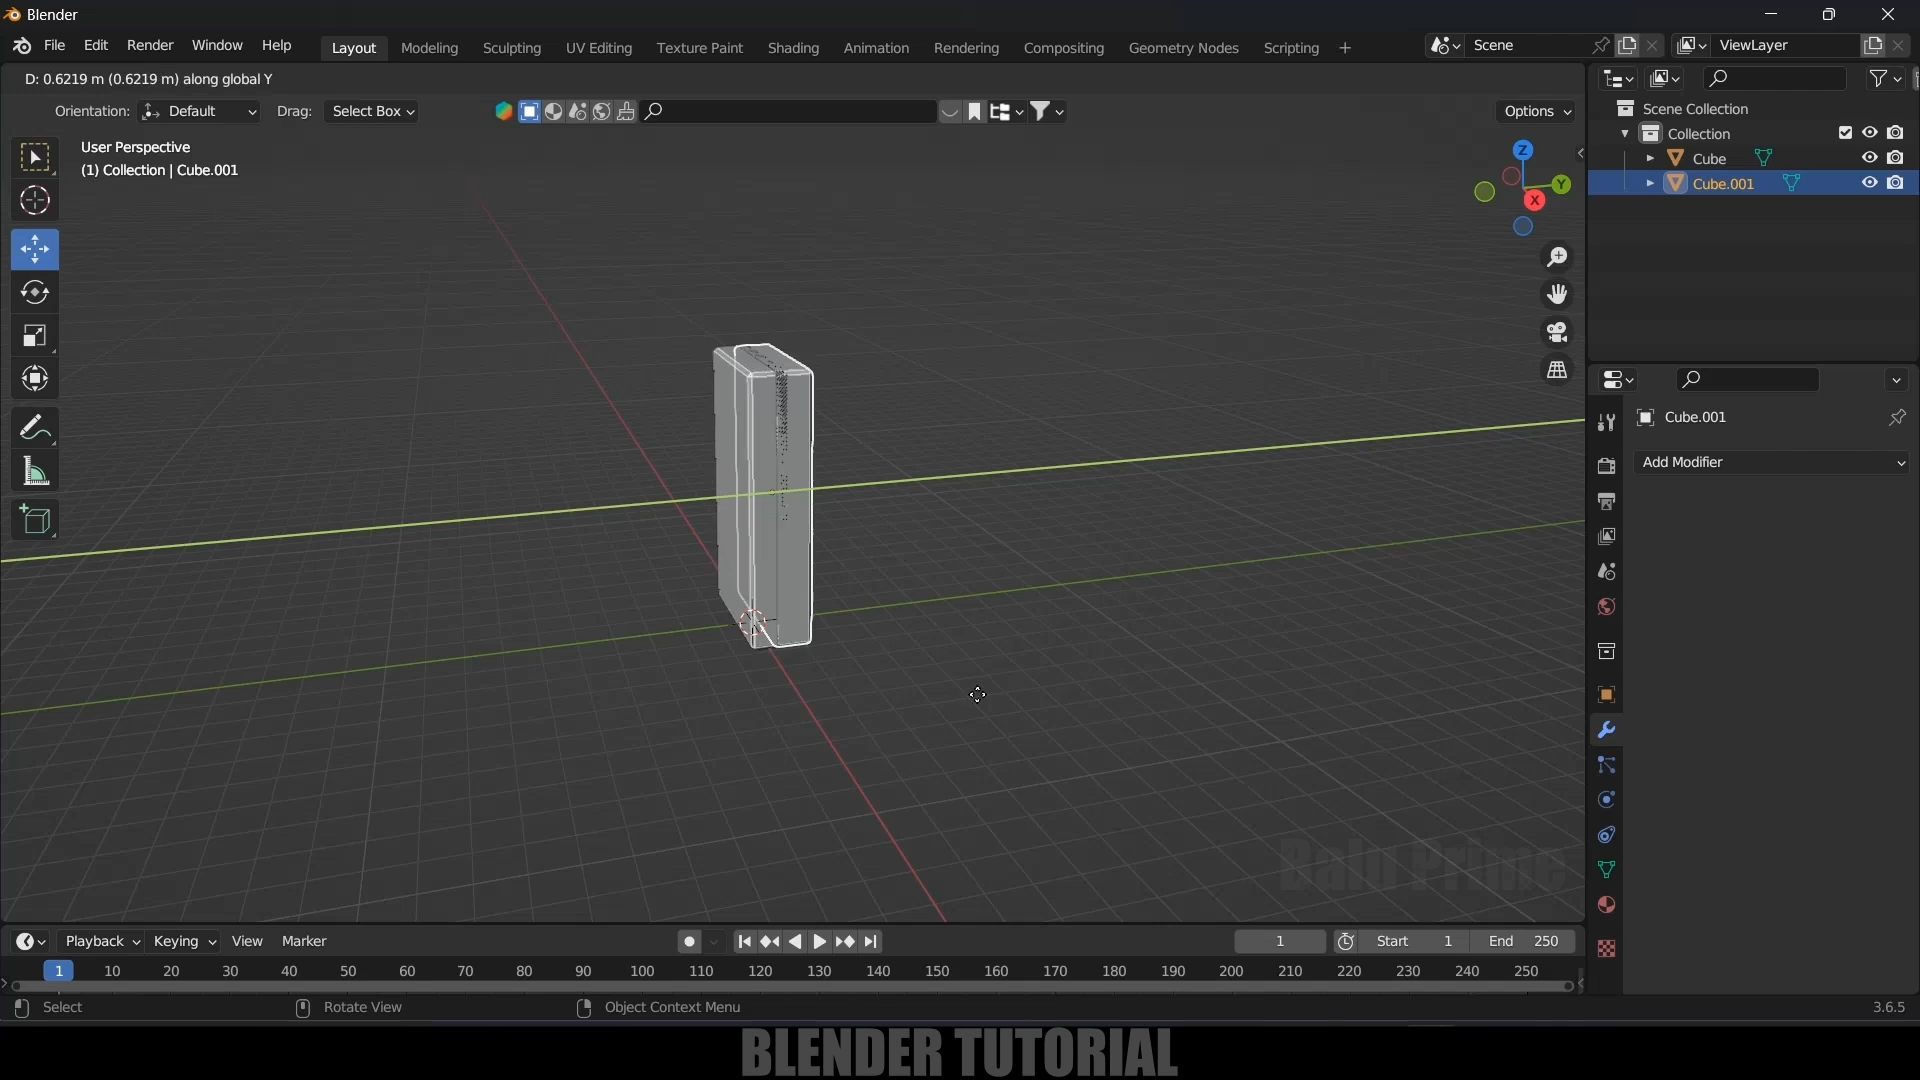 Blender
File Edit Render Window Help Layout Modeling Sculpting UV Editing Texture Paint Shading Animation Rendering Compositing Geometry Nodes Scripting + Scene ViewLayer
D: 0.6219 m (0.6219 m) along global Y
Orientation: Default Drag: Select Box Options
User Perspective
(1) Collection | Cube.001
Z
Y
X
Scene Collection
Collection
Cube
Cube.001
Cube.001
Add Modifier
Balu Prime
Playback Keying View Marker 1 Start 1 End 250
1 10 20 30 40 50 60 70 80 90 100 110 120 130 140 150 160 170 180 190 200 210 220 230 240 250
Select Rotate View Object Context Menu 3.6.5
BLENDER TUTORIAL